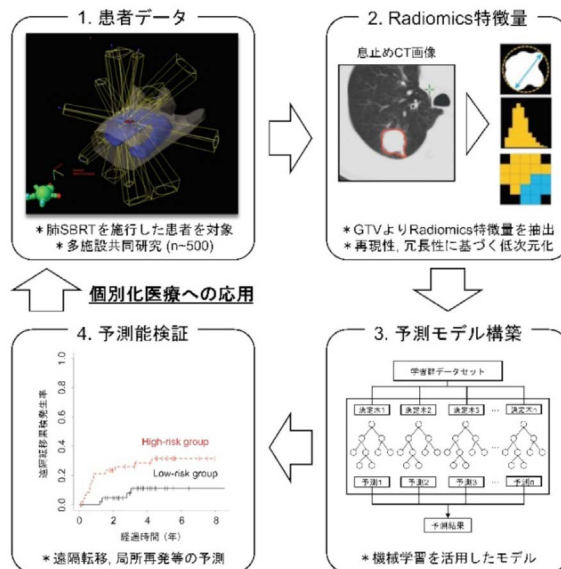 1. 患者データ
＊肺SBRTを施行した患者を対象
＊多施設共同研究 (n~500)
2. Radiomics特徴量
息止めCT画像
＊GTVよりRadiomics特徴量を抽出
＊再現性, 冗長性に基づく低次元化
3. 予測モデル構築
学習群データセット
決定木1 決定木2 決定木3 … 決定木n
予測1 予測2 予測3 … 予測n
予測結果
＊機械学習を活用したモデル
4. 予測能検証
遠隔転移累積発生率
1.0
0.8
0.6
0.4
0.2
0.0
High-risk group
Low-risk group
0 2 4 6 8
経過時間（年）
＊遠隔転移, 局所再発等の予測
個別化医療への応用